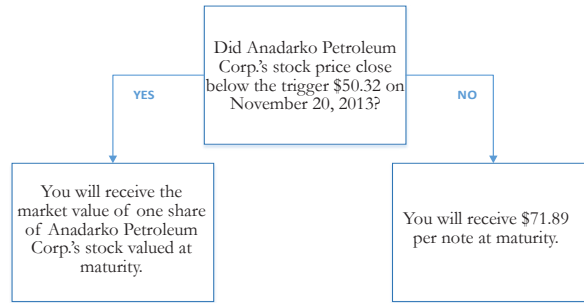 Did Anadarko Petroleum
Corp.'s stock price close
below the trigger $50.32 on
November 20, 2013?
YES
NO
You will receive the
market value of one share
of Anadarko Petroleum
Corp.'s stock valued at
maturity.
You will receive $71.89
per note at maturity.